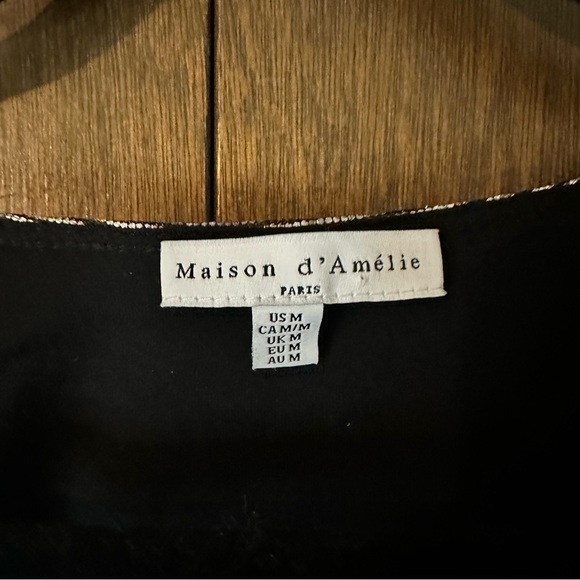 Maison d'Amélie
PARIS
US M
CA M/M
UK M
EU M
AU M